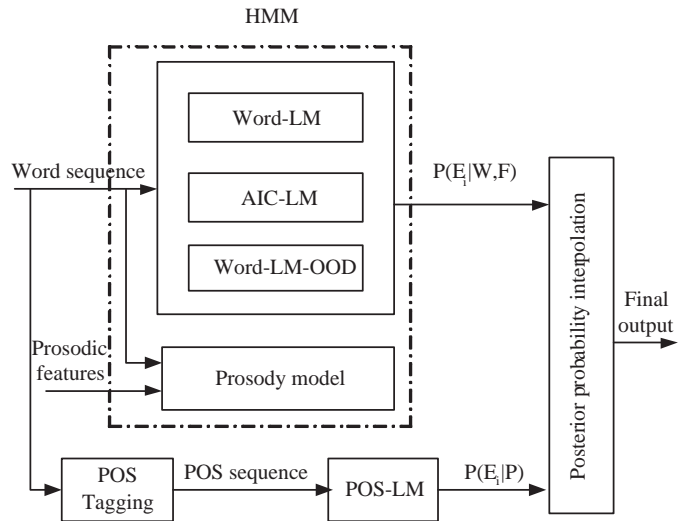 HMM
Word-LM
Word sequence
P(E_i|W,F)
AIC-LM
Word-LM-OOD
Posterior probability interpolation
Final
output
Prosodic
features
Prosody model
POS
Tagging
POS sequence
POS-LM
P(E_i|P)